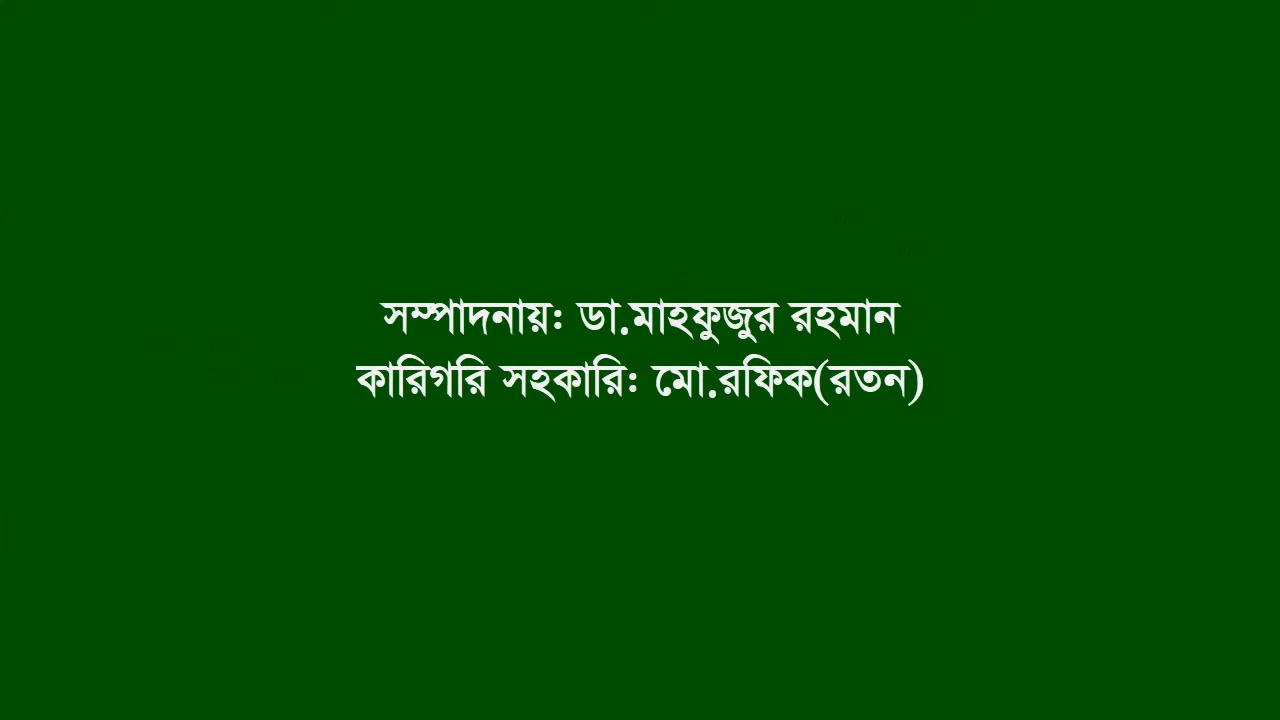 সম্পাদনায়: ডা.মাহফুজুর রহমান
কারিগরি সহকারি: মো.রফিক(রতন)